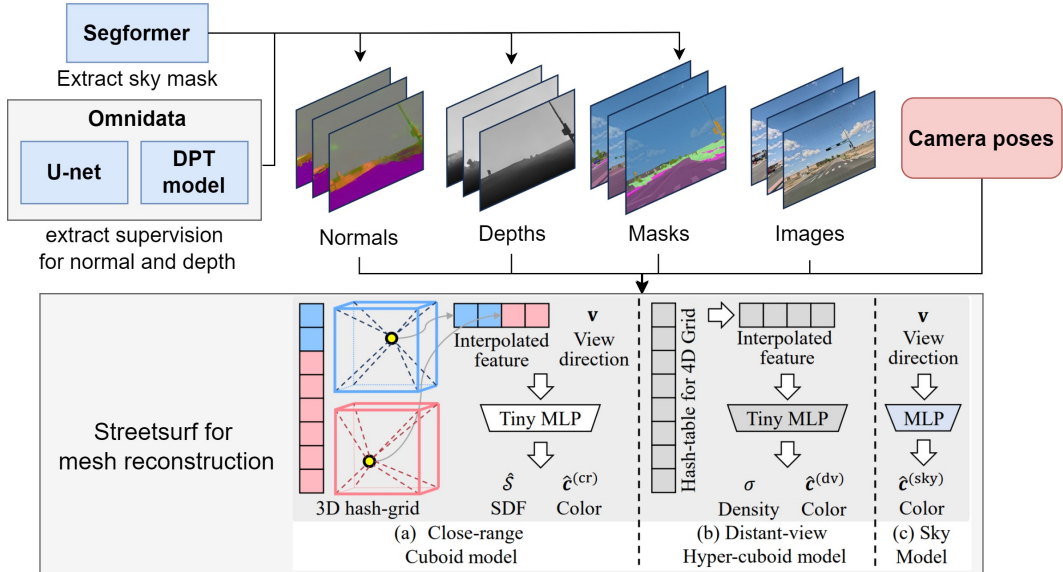 Segformer
Extract sky mask
Omnidata
U-net
DPT
model
extract supervision
for normal and depth
Normals
Depths
Masks
Images
Camera poses
Streetsurf for
mesh reconstruction
3D hash-grid
Interpolated
feature
v
View
direction
Tiny MLP
𝒮̂
SDF
ĉ(cr)
Color
(a) Close-range
Cuboid model
Hash-table for 4D Grid
Interpolated
feature
Tiny MLP
σ
Density
ĉ(dv)
Color
(b) Distant-view
Hyper-cuboid model
v
View
direction
MLP
ĉ(sky)
Color
(c) Sky
Model